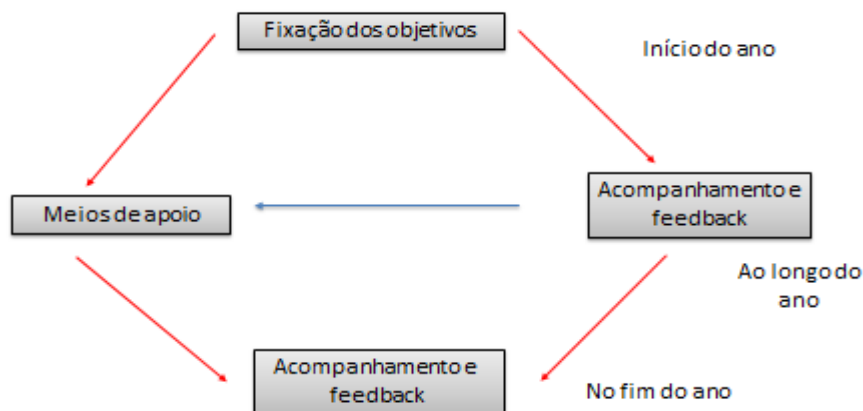 Fixação dos objetivos
Início do ano
Meios de apoio
Acompanhamento e
feedback
Ao longo do
ano
Acompanhamento e
feedback
No fim do ano